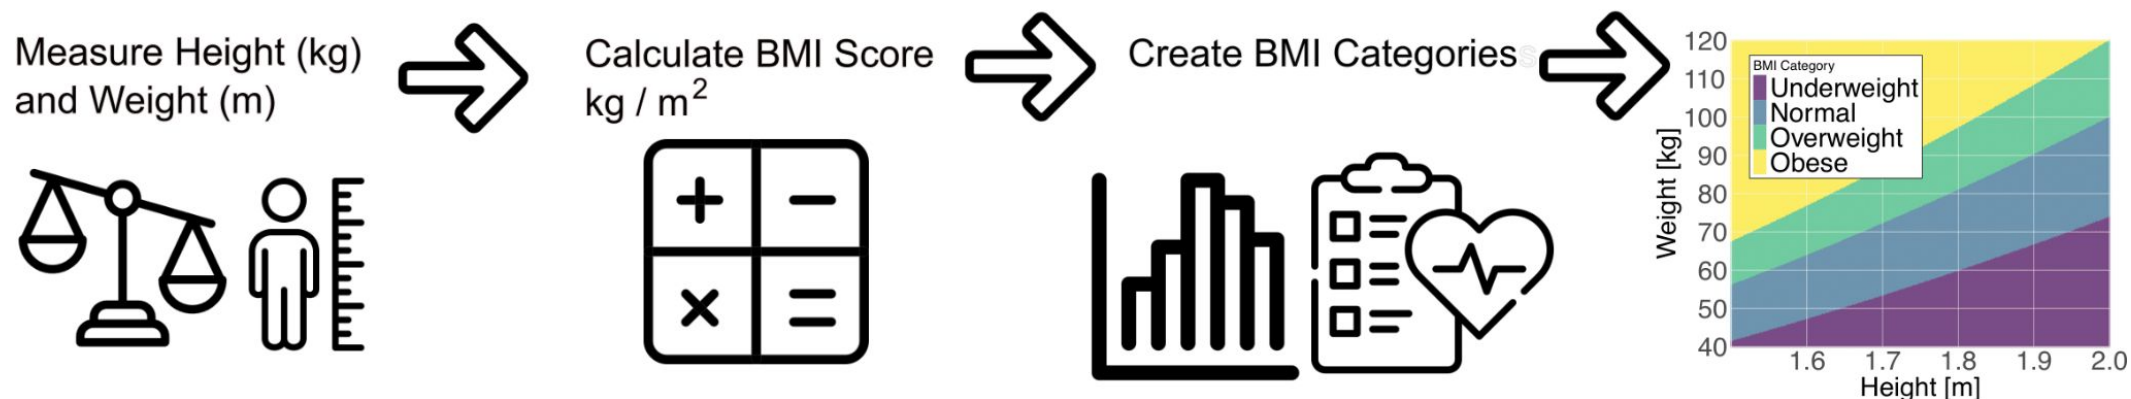 Measure Height (kg)
and Weight (m)
Calculate BMI Score
kg / m²
Create BMI Categories
BMI Category
Underweight
Normal
Overweight
Obese
Weight [kg]
120
110
100
90
80
70
60
50
40
1.6 1.7 1.8 1.9 2.0
Height [m]